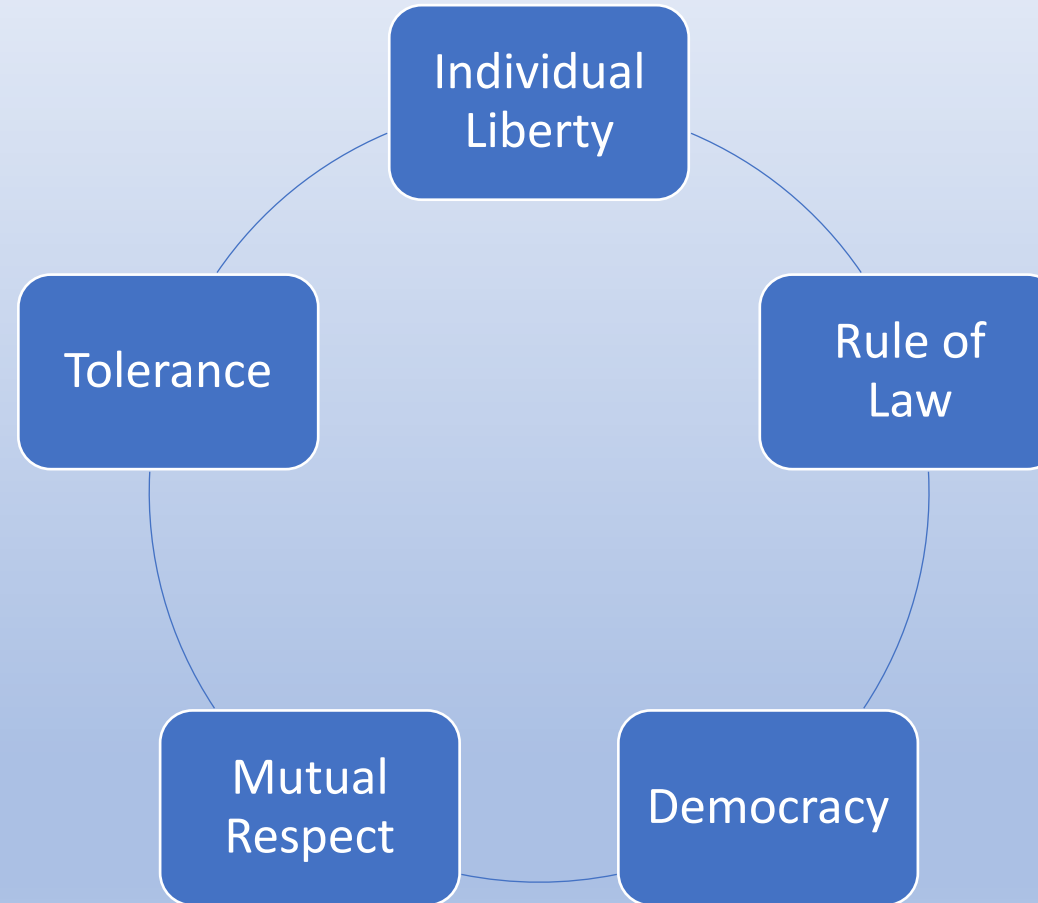 Individual
Liberty
Tolerance
Rule of
Law
Mutual
Respect
Democracy